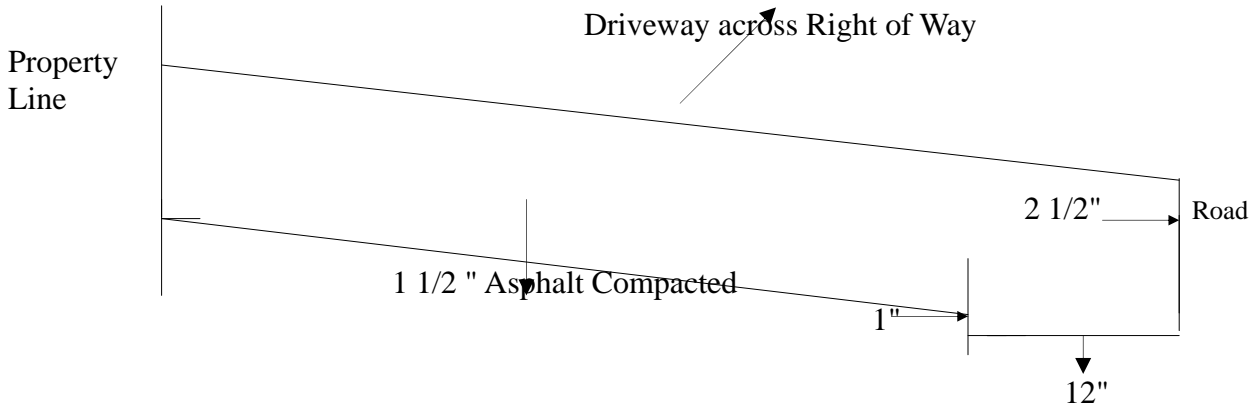 Driveway across Right of Way
Property
Line
2 1/2"
Road
1 1/2 " Asphalt Compacted
1"
12"